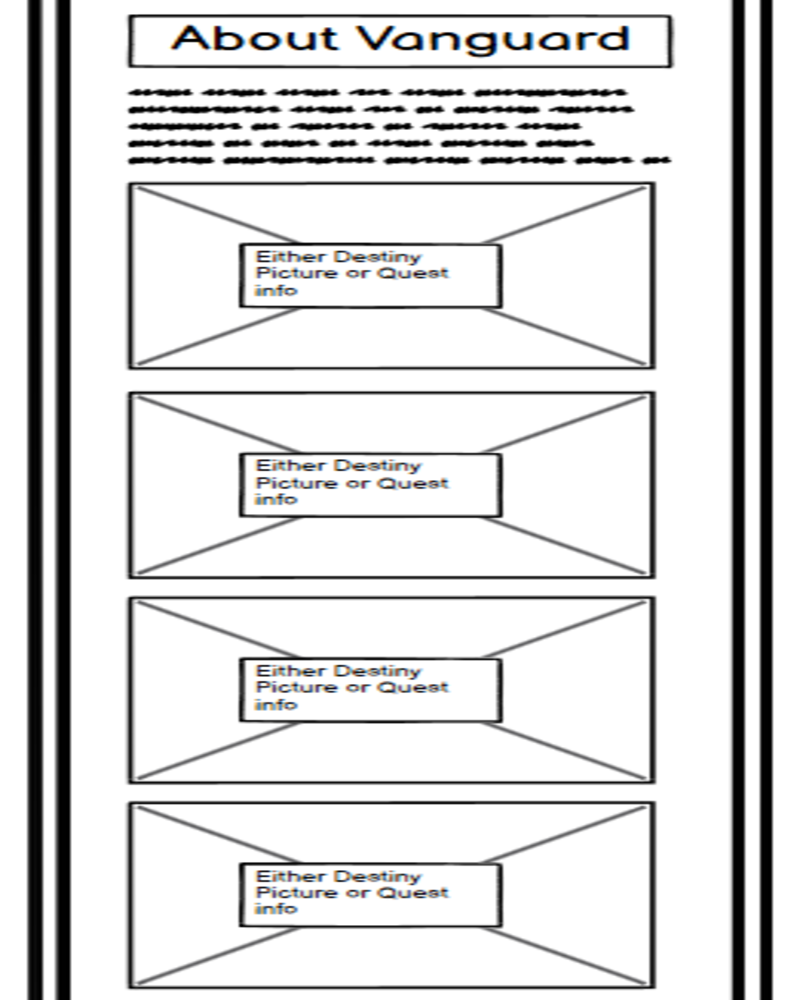 About Vanguard
Either Destiny
Picture or Quest
info
Either Destiny
Picture or Quest
info
Either Destiny
Picture or Quest
info
Either Destiny
Picture or Quest
info